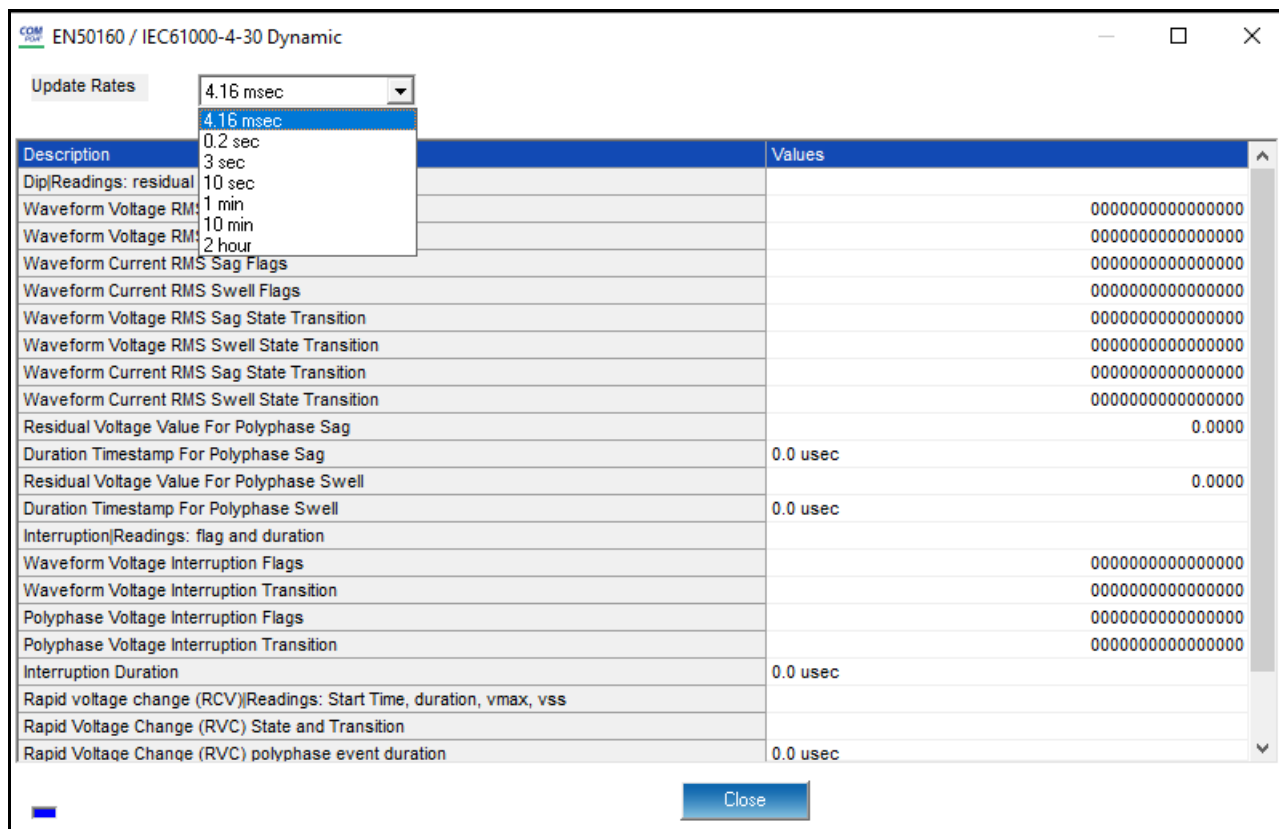 COM
EN50160 / IEC61000-4-30 Dynamic
Update Rates
4.16 msec
4.16 msec
0.2 sec
3 sec
10 sec
1 min
10 min
2 hour
Description Values
Dip|Readings: residual
Waveform Voltage RMS 0000000000000000
Waveform Voltage RMS 0000000000000000
Waveform Current RMS Sag Flags 0000000000000000
Waveform Current RMS Swell Flags 0000000000000000
Waveform Voltage RMS Sag State Transition 0000000000000000
Waveform Voltage RMS Swell State Transition 0000000000000000
Waveform Current RMS Sag State Transition 0000000000000000
Waveform Current RMS Swell State Transition 0000000000000000
Residual Voltage Value For Polyphase Sag 0.0000
Duration Timestamp For Polyphase Sag 0.0 usec
Residual Voltage Value For Polyphase Swell 0.0000
Duration Timestamp For Polyphase Swell 0.0 usec
Interruption|Readings: flag and duration
Waveform Voltage Interruption Flags 0000000000000000
Waveform Voltage Interruption Transition 0000000000000000
Polyphase Voltage Interruption Flags 0000000000000000
Polyphase Voltage Interruption Transition 0000000000000000
Interruption Duration 0.0 usec
Rapid voltage change (RCV)|Readings: Start Time, duration, vmax, vss
Rapid Voltage Change (RVC) State and Transition
Rapid Voltage Change (RVC) polyphase event duration 0.0 usec
Close